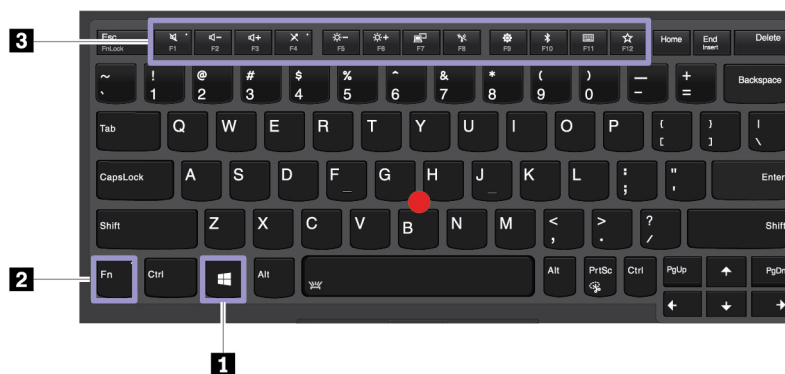 3
Esc
FnLock
F1
F2
F3
F4
F5
F6
F7
F8
F9
F10
F11
F12
Home
End
Insert
Delete
~
`
!
1
@
2
#
3
$
4
%
5
^
6
&
7
*
8
(
9
)
0
—
-
+
=
Backspace
Tab
Q
W
E
R
T
Y
U
I
O
P
{
[
}
]
|
\
CapsLock
A
S
D
F
G
H
J
K
L
:
;
"
'
Enter
Shift
Z
X
C
V
B
N
M
<
,
>
.
?
/
Shift
2
Fn
Ctrl
Alt
Alt
PrtSc
Ctrl
PgUp
PgDn
1